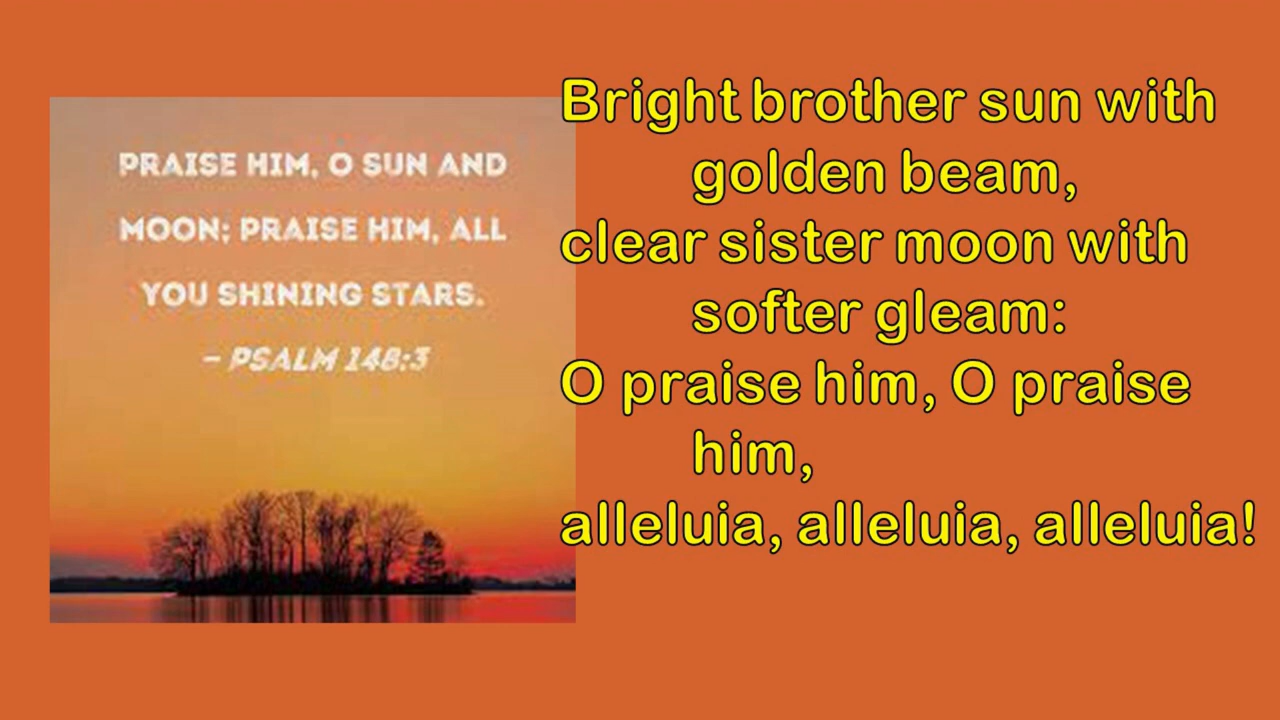 PRAISE HIM, O SUN AND
MOON; PRAISE HIM, ALL
YOU SHINING STARS.
– PSALM 148:3
Bright brother sun with
golden beam,
clear sister moon with
softer gleam:
O praise him, O praise
him,
alleluia, alleluia, alleluia!